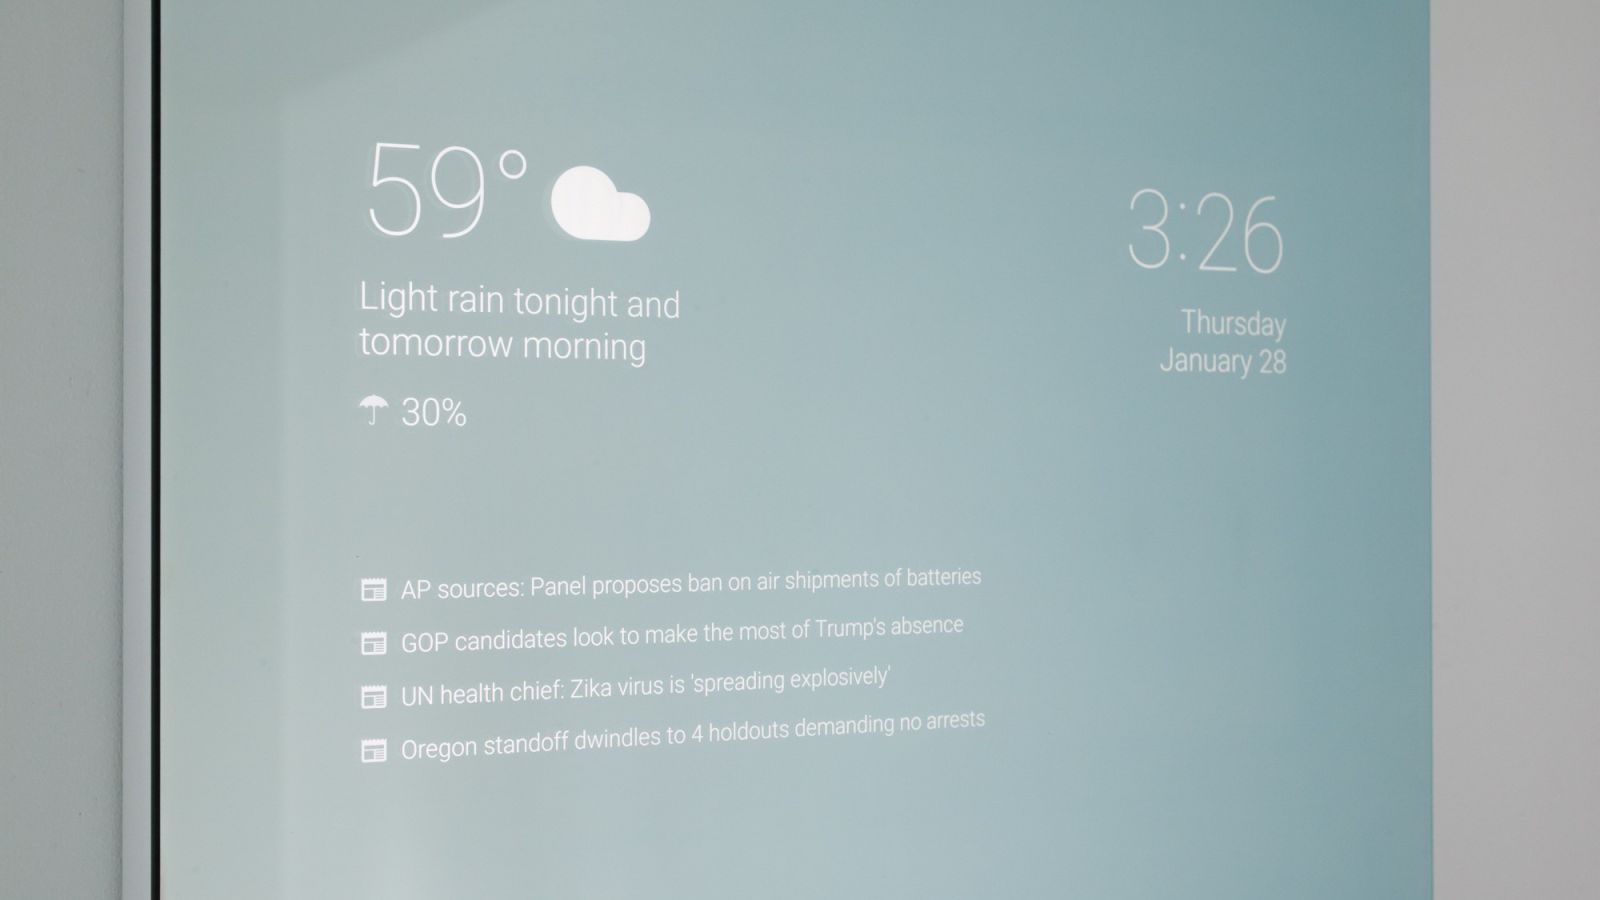 59°
Light rain tonight and
tomorrow morning
30%
3:26
Thursday
January 28
AP sources: Panel proposes ban on air shipments of batteries
GOP candidates look to make the most of Trump's absence
UN health chief: Zika virus is 'spreading explosively'
Oregon standoff dwindles to 4 holdouts demanding no arrests